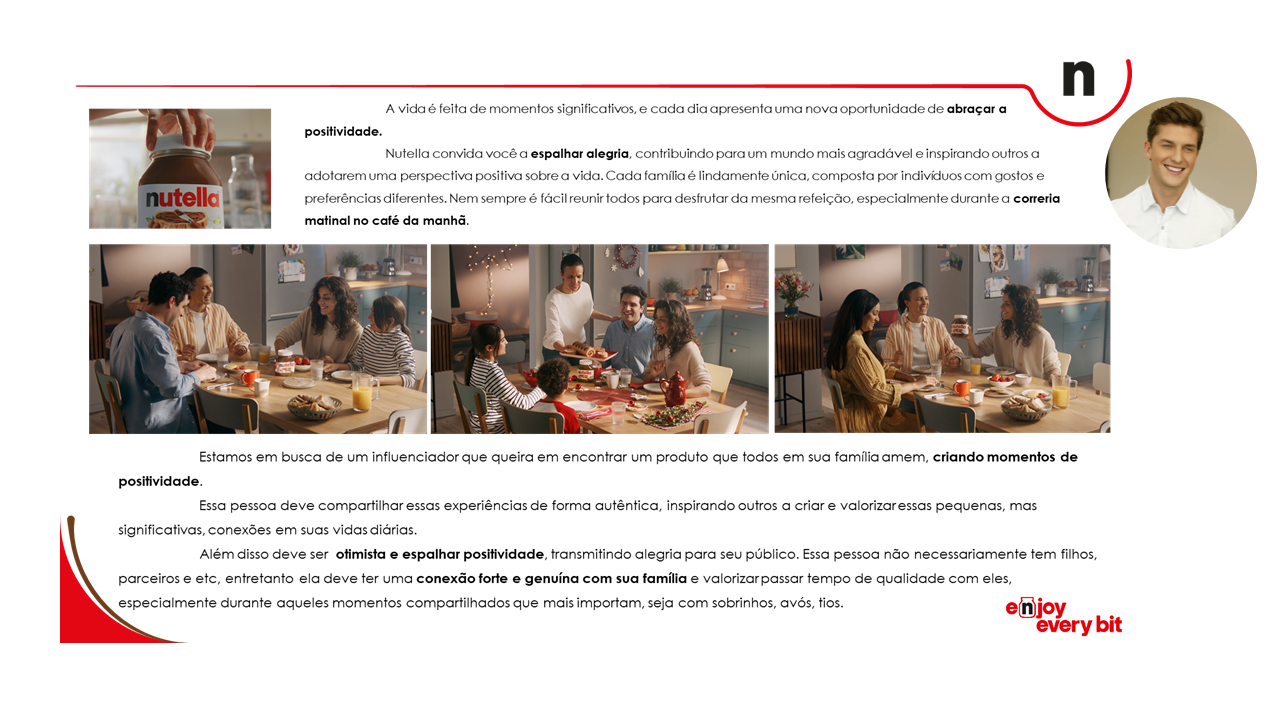 n
A vida é feita de momentos significativos, e cada dia apresenta uma nova oportunidade de abraçar a
positividade.
Nutella convida você a espalhar alegria, contribuindo para um mundo mais agradável e inspirando outros a
adotarem uma perspectiva positiva sobre a vida. Cada família é lindamente única, composta por indivíduos com gostos e
preferências diferentes. Nem sempre é fácil reunir todos para desfrutar da mesma refeição, especialmente durante a correria
matinal no café da manhã.
nutella
Estamos em busca de um influenciador que queira em encontrar um produto que todos em sua família amem, criando momentos de
positividade.
Essa pessoa deve compartilhar essas experiências de forma autêntica, inspirando outros a criar e valorizar essas pequenas, mas
significativas, conexões em suas vidas diárias.
Além disso deve ser otimista e espalhar positividade, transmitindo alegria para seu público. Essa pessoa não necessariamente tem filhos,
parceiros e etc, entretanto ela deve ter uma conexão forte e genuína com sua família e valorizar passar tempo de qualidade com eles,
especialmente durante aqueles momentos compartilhados que mais importam, seja com sobrinhos, avós, tios.
enjoy
every bit